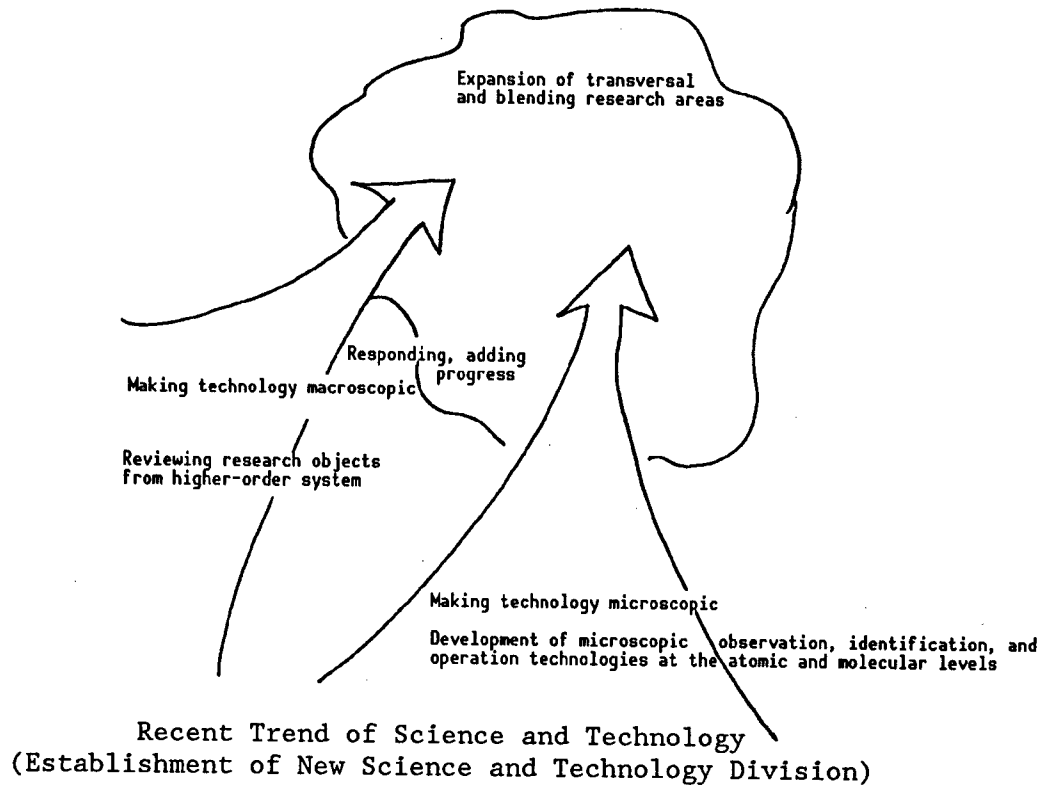 Expansion of transversal
and blending research areas
Responding, adding
progress
Making technology macroscopic
Reviewing research objects
from higher-order system
Making technology microscopic
Development of microscopic observation, identification, and
operation technologies at the atomic and molecular levels
Recent Trend of Science and Technology
(Establishment of New Science and Technology Division)